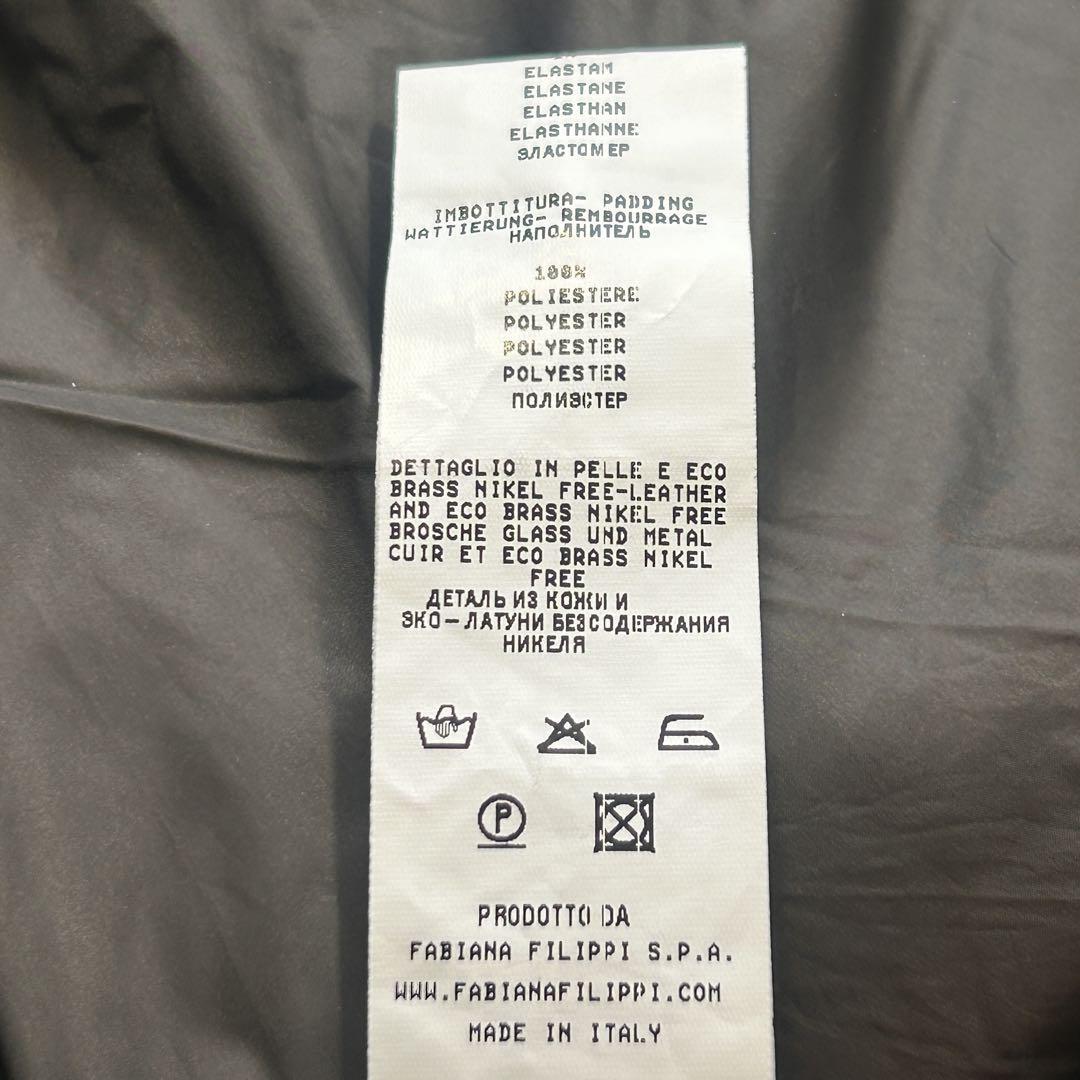 ELASTAM
ELASTANE
ELASTHAN
ELASTHANNE
ЭЛАСТОМЕР
IMBOTTITURA- PADDING
WATTIERUNG- REMBOURRAGE
НАПОЛНИТЕЛЬ
100%
POLIESTERE
POLYESTER
POLYESTER
POLYESTER
ПОЛИЭСТЕР
DETTAGLIO IN PELLE E ECO
BRASS NIKEL FREE-LEATHER
AND ECO BRASS NIKEL FREE
BROSCHE GLASS UND METAL
CUIR ET ECO BRASS NIKEL
FREE
ДЕТАЛЬ ИЗ КОЖИ И
ЭКО-ЛАТУНИ БЕЗ СОДЕРЖАНИЯ
НИКЕЛЯ
P
PRODOTTO DA
FABIANA FILIPPI S.P.A.
WWW.FABIANAFILIPPI.COM
MADE IN ITALY